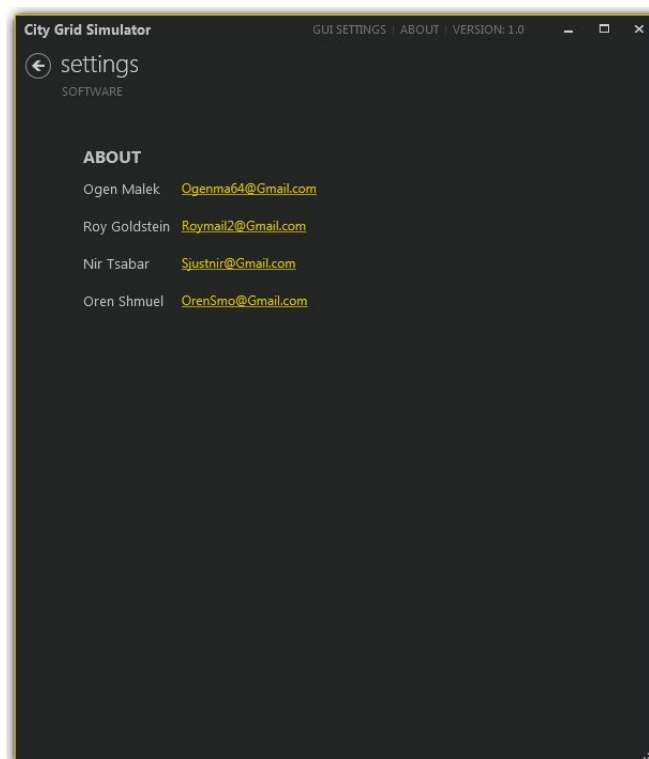 City Grid Simulator GUI SETTINGS | ABOUT | VERSION: 1.0
settings
SOFTWARE
ABOUT
Ogen Malek Ogenma64@Gmail.com
Roy Goldstein Roymail2@Gmail.com
Nir Tsabar Sjustnir@Gmail.com
Oren Shmuel OrenSmo@Gmail.com